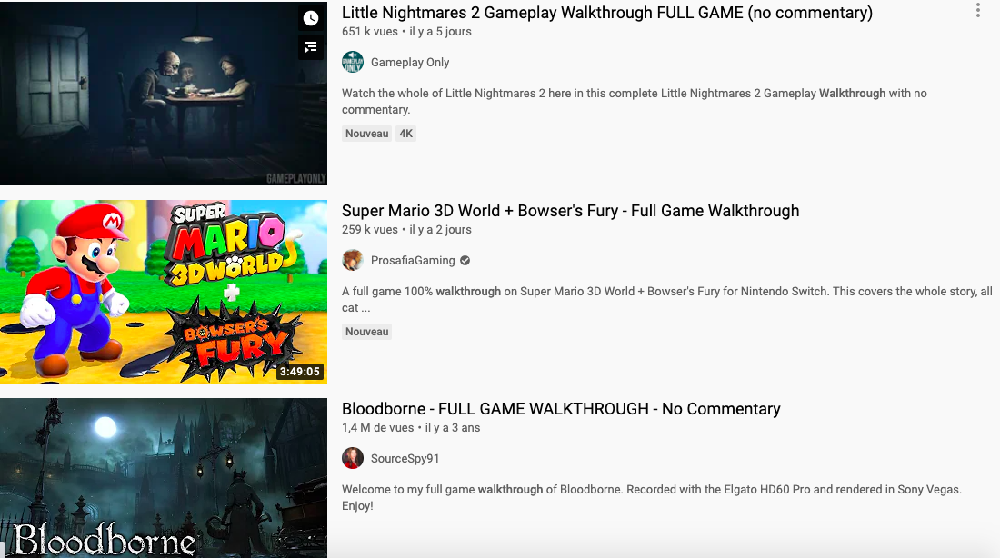 Little Nightmares 2 Gameplay Walkthrough FULL GAME (no commentary)
651 k vues • il y a 5 jours
GAMEPLAY
ONLY
Gameplay Only
Watch the whole of Little Nightmares 2 here in this complete Little Nightmares 2 Gameplay Walkthrough with no
commentary.
Nouveau 4K
GAMEPLAYONLY
SUPER
MARIO
3D WORLD
+
BOWSER'S
FURY
M
3:49:05
Super Mario 3D World + Bowser's Fury - Full Game Walkthrough
259 k vues • il y a 2 jours
ProsafiaGaming
A full game 100% walkthrough on Super Mario 3D World + Bowser's Fury for Nintendo Switch. This covers the whole story, all
cat ...
Nouveau
Bloodborne
Bloodborne - FULL GAME WALKTHROUGH - No Commentary
1,4 M de vues • il y a 3 ans
SourceSpy91
Welcome to my full game walkthrough of Bloodborne. Recorded with the Elgato HD60 Pro and rendered in Sony Vegas.
Enjoy!